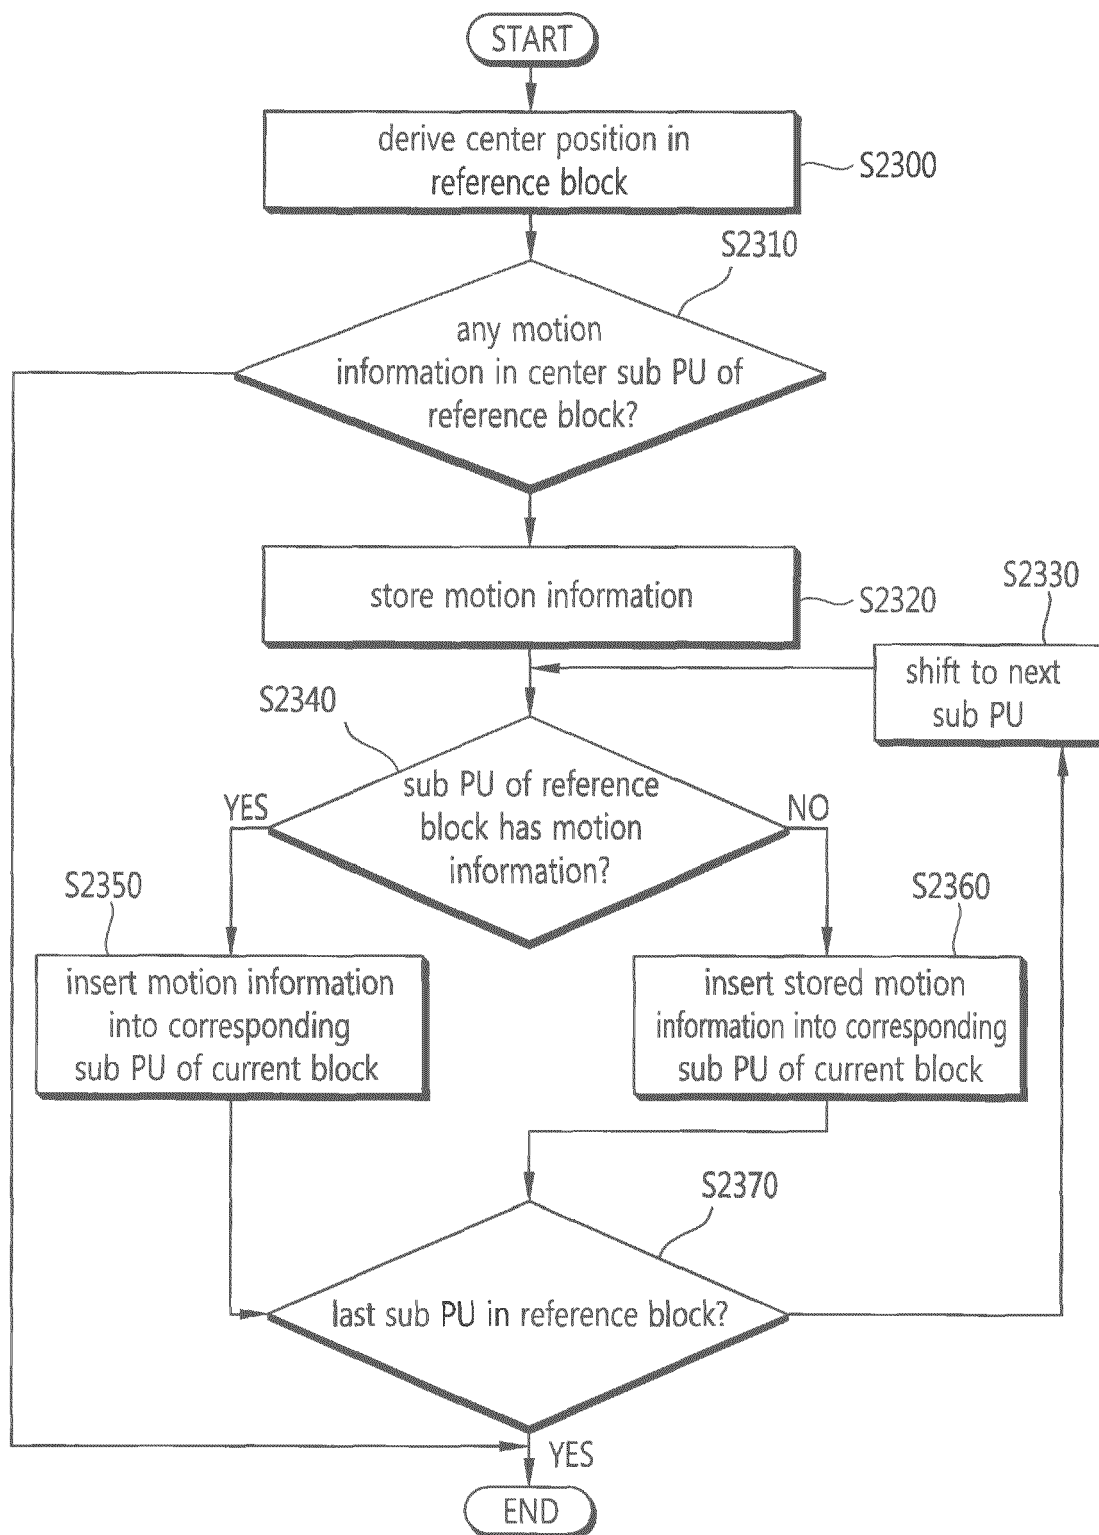 START
derive center position in
reference block
S2300
S2310
any motion
information in center sub PU of
reference block?
store motion information
S2320
S2330
shift to next
sub PU
S2340
sub PU of reference
block has motion
information?
YES
NO
S2350
insert motion information
into corresponding
sub PU of current block
S2360
insert stored motion
information into corresponding
sub PU of current block
S2370
last sub PU in reference block?
YES
END